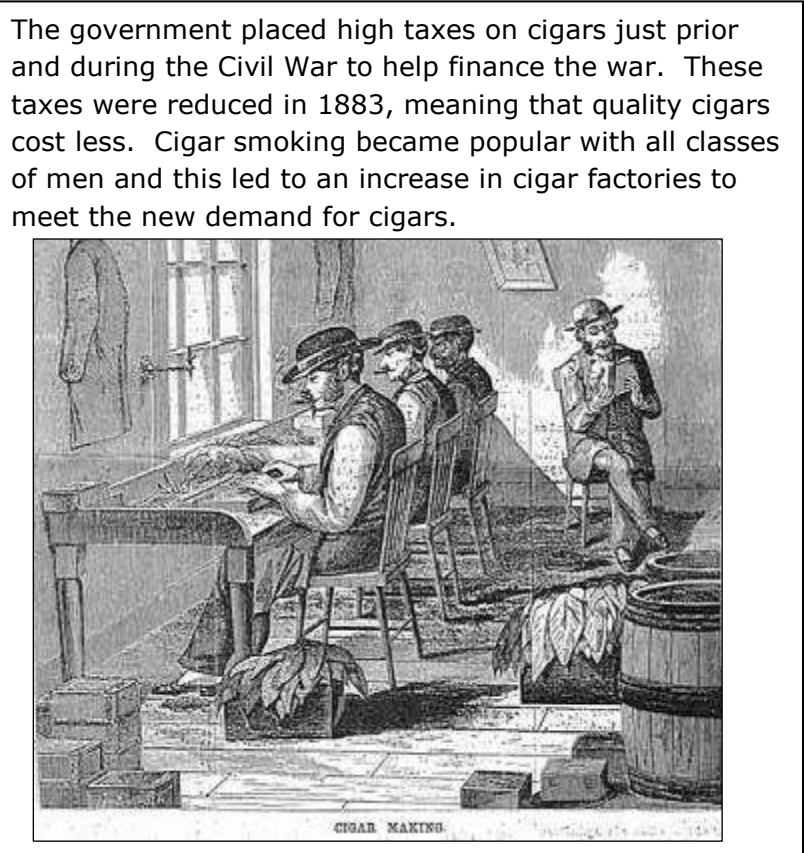 The government placed high taxes on cigars just prior
and during the Civil War to help finance the war.  These
taxes were reduced in 1883, meaning that quality cigars
cost less.  Cigar smoking became popular with all classes
of men and this led to an increase in cigar factories to
meet the new demand for cigars.
CIGAR MAKING